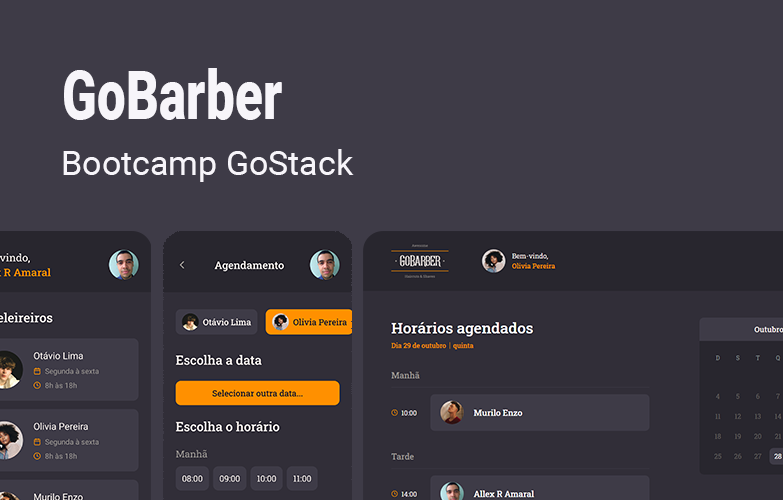 GoBarber
Bootcamp GoStack
vindo,
R Amaral
eleireiros
Otávio Lima
Segunda à sexta
8h às 18h
Olivia Pereira
Segunda à sexta
8h às 18h
Murilo Enzo
Agendamento
Otávio Lima
Olivia Pereira
Escolha a data
Selecionar outra data...
Escolha o horário
Manhã
08:00 09:00 10:00 11:00
GOBARBER
Bem-vindo,
Olivia Pereira
Horários agendados
Dia 29 de outubro | quinta
Manhã
10:00 Murilo Enzo
Tarde
14:00 Allex R Amaral
Outubro
D S T Q
4 5 6 7
11 12 13 14
18 19 20 21
25 26 27 28